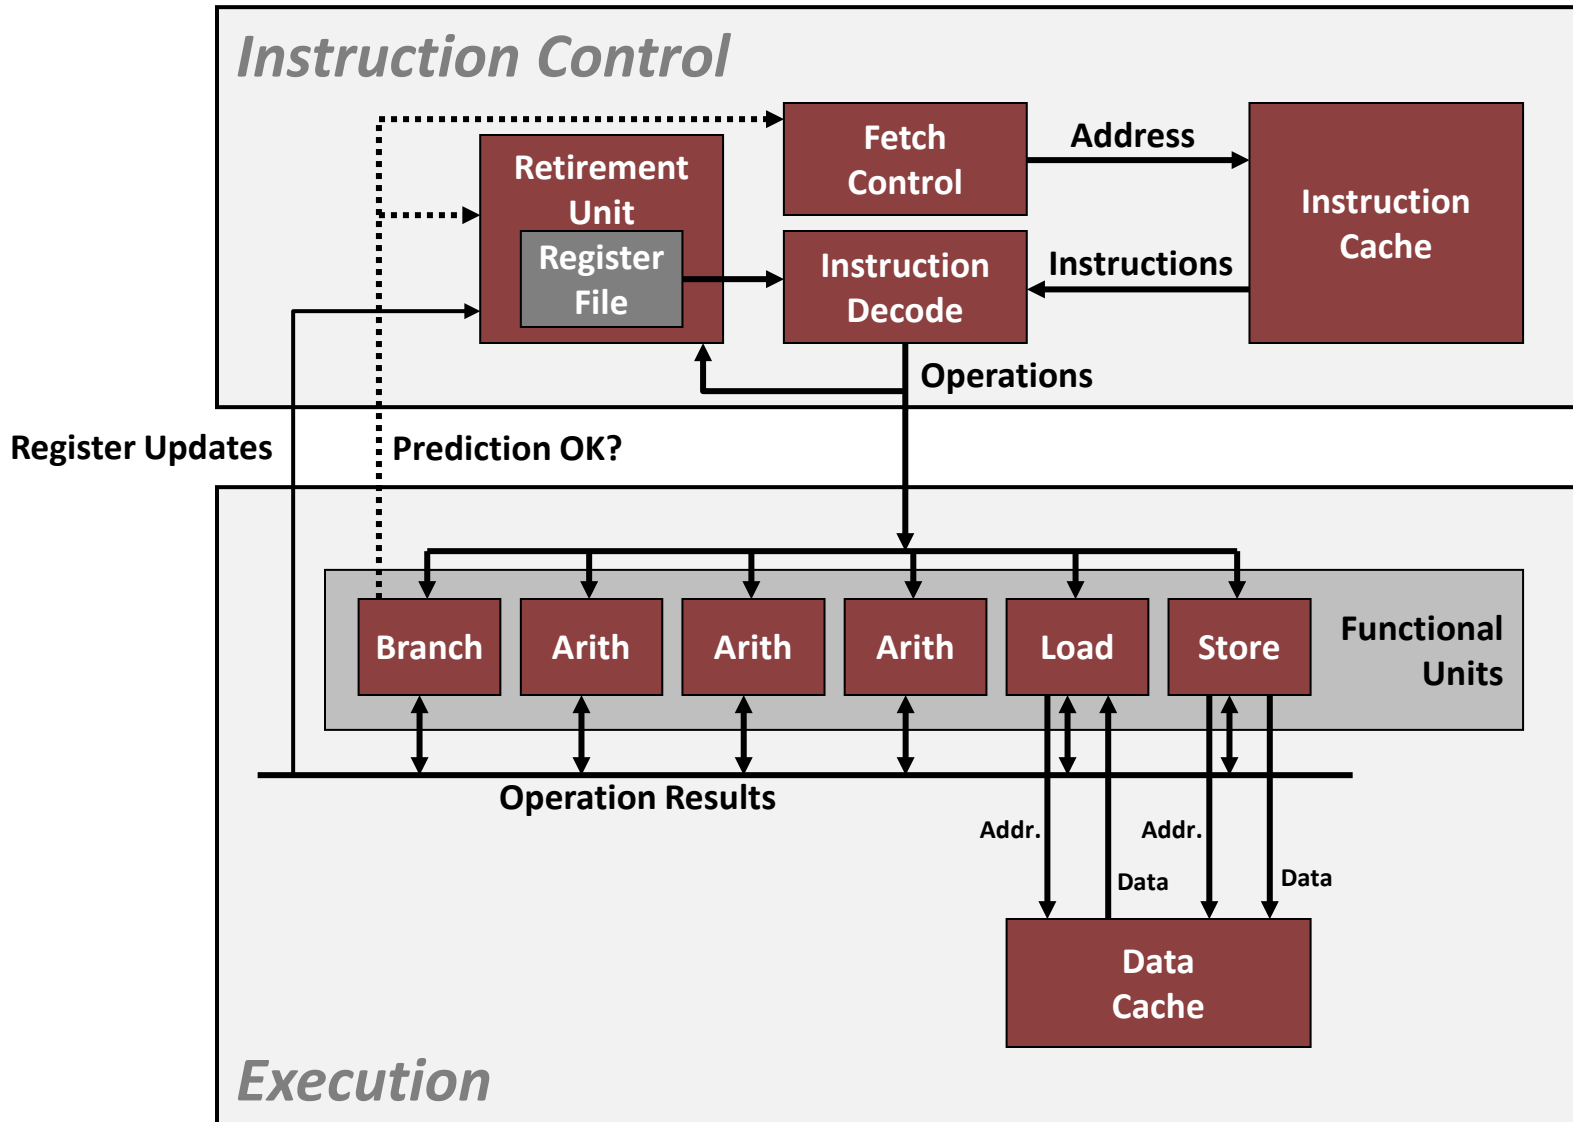 Instruction Control
Fetch
Control
Address
Instruction
Cache
Retirement
Unit
Register
File
Instruction
Decode
Instructions
Operations
Register Updates
Prediction OK?
Branch
Arith
Arith
Arith
Load
Store
Functional
Units
Operation Results
Addr.
Addr.
Data
Data
Data
Cache
Execution